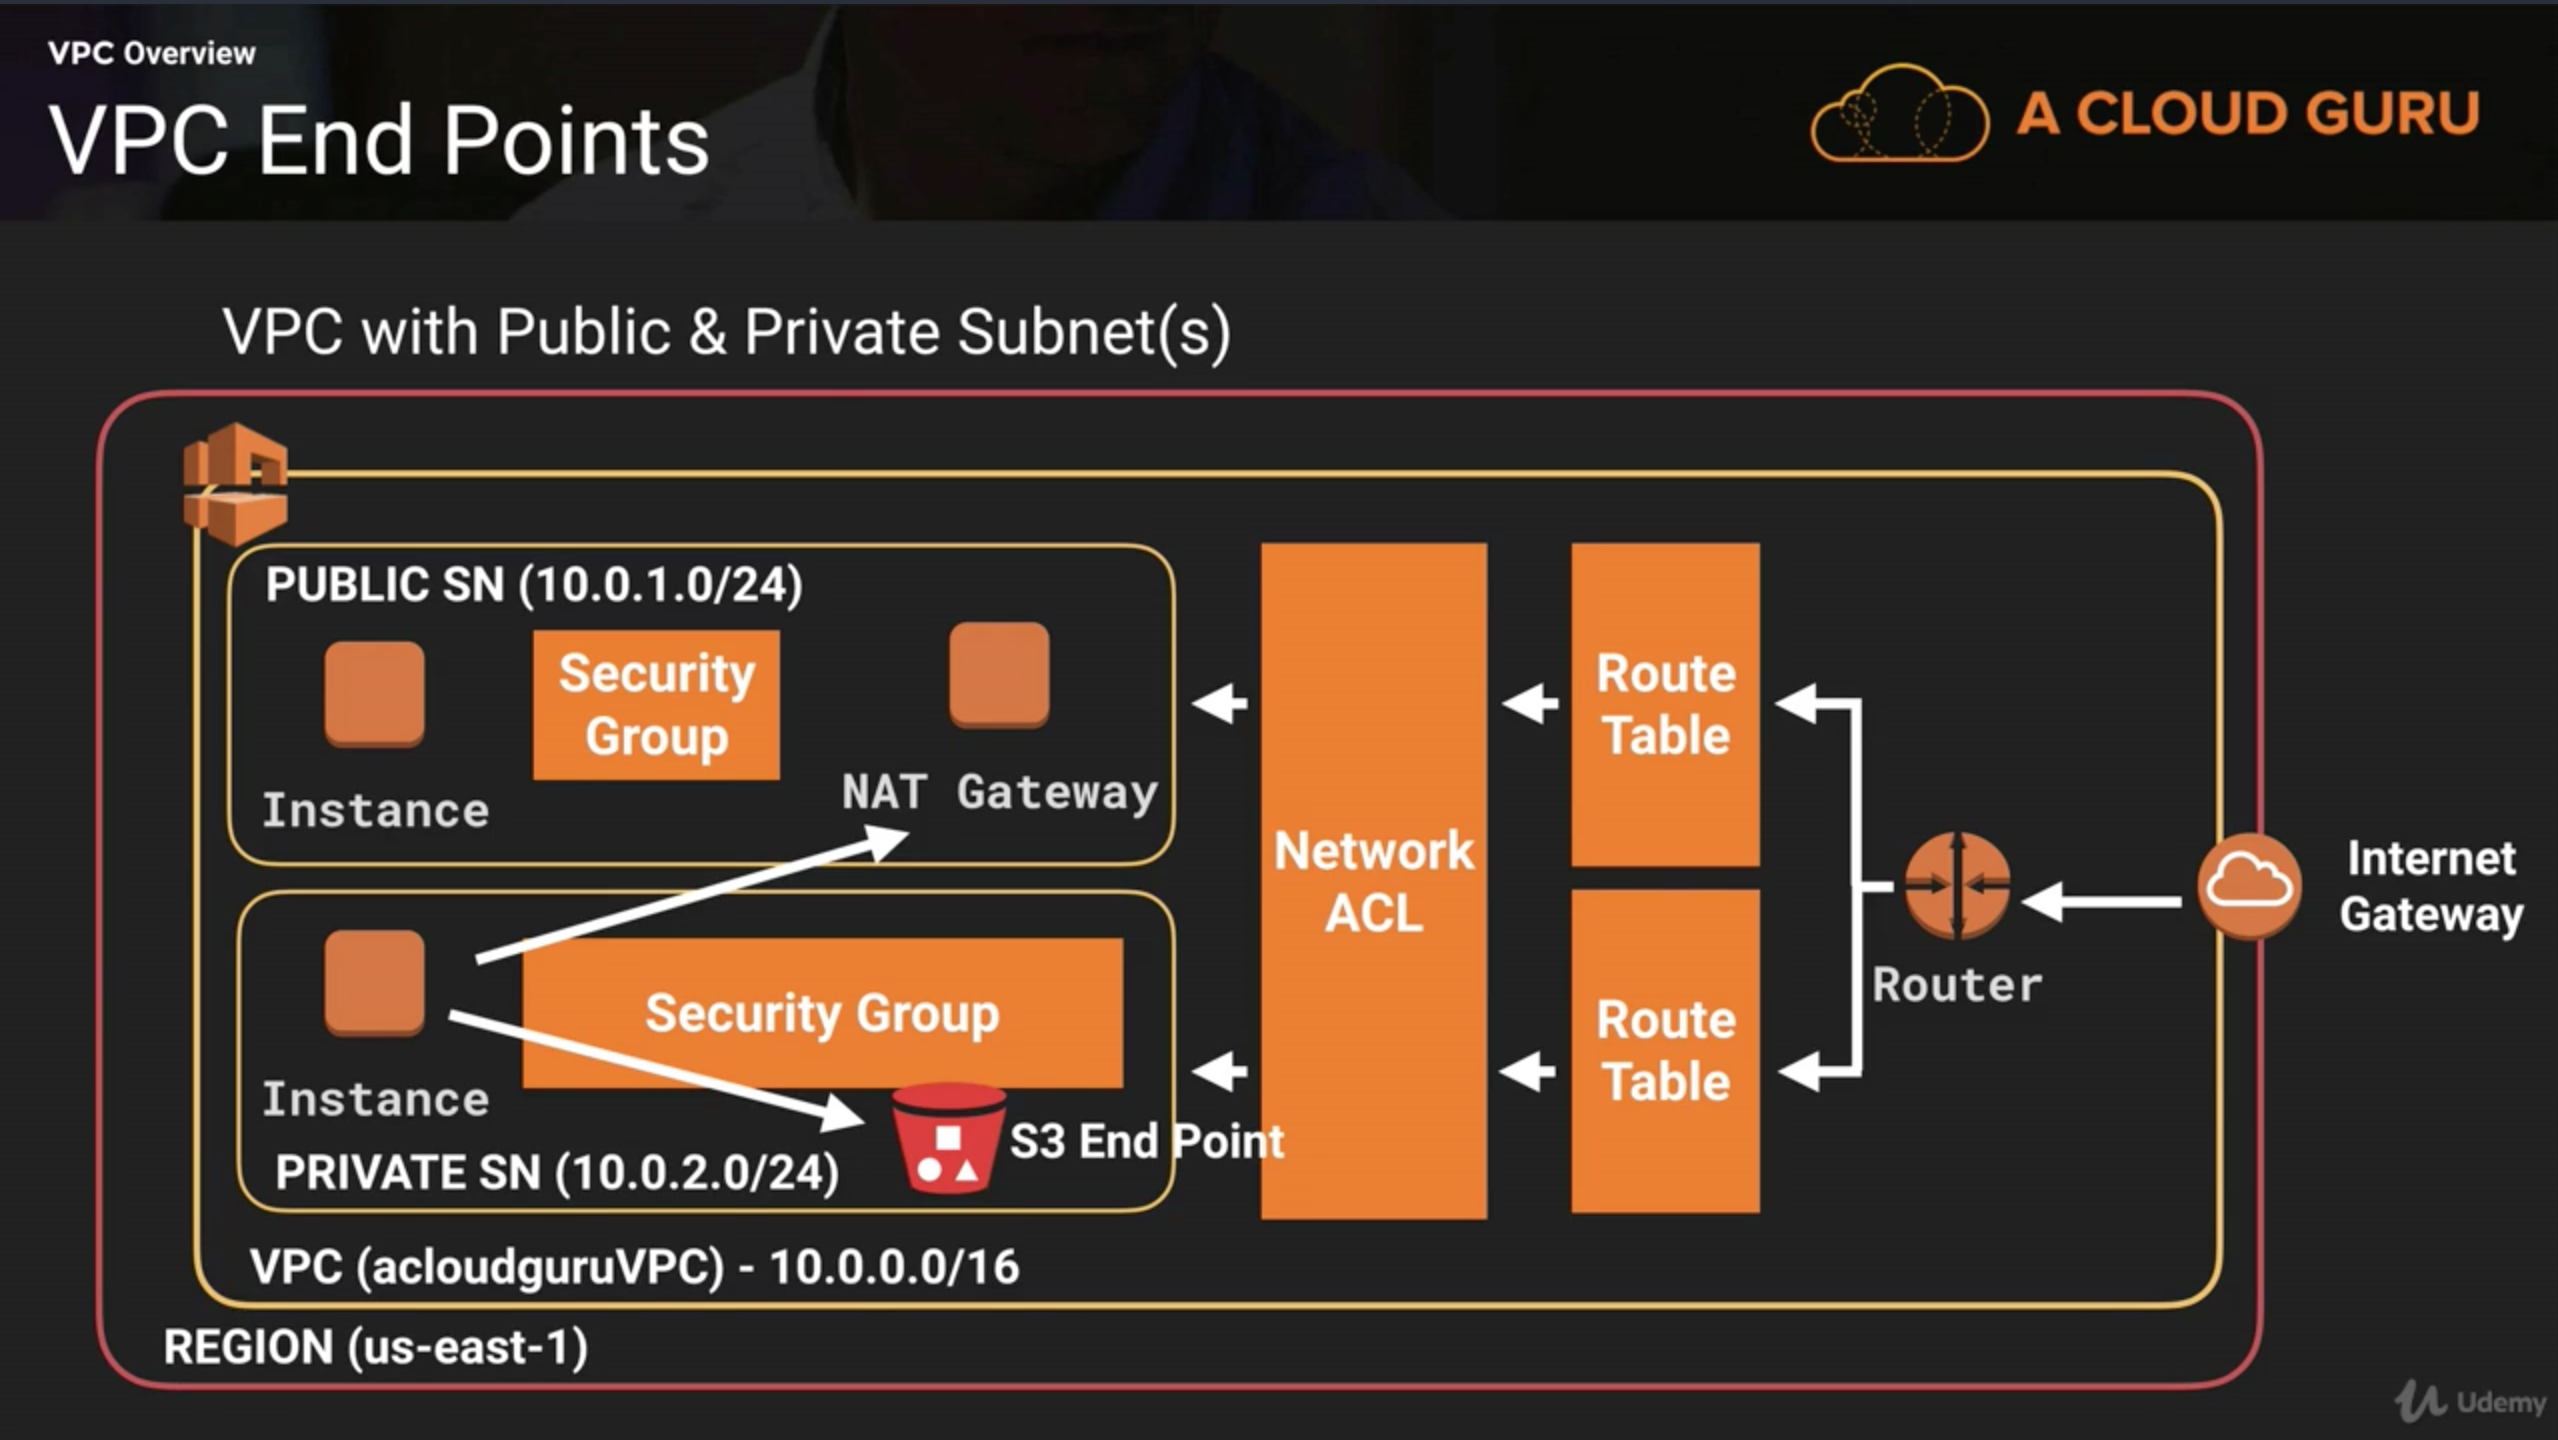 VPC Overview
VPC End Points
A CLOUD GURU
VPC with Public & Private Subnet(s)
PUBLIC SN (10.0.1.0/24)
Security
Group
Instance
NAT Gateway
Security Group
Instance
S3 End Point
PRIVATE SN (10.0.2.0/24)
Network
ACL
Route
Table
Route
Table
Router
Internet
Gateway
VPC (acloudguruVPC) - 10.0.0.0/16
REGION (us-east-1)
Udemy